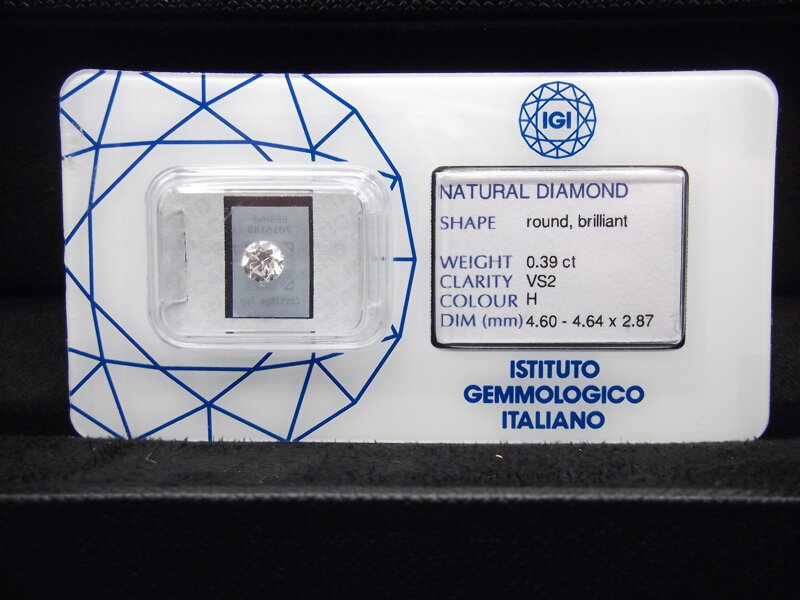 IGI
NATURAL DIAMOND
SHAPE round, brilliant
WEIGHT 0.39 ct
CLARITY VS2
COLOUR H
DIM (mm) 4.60 - 4.64 x 2.87
ISTITUTO
GEMMOLOGICO
ITALIANO